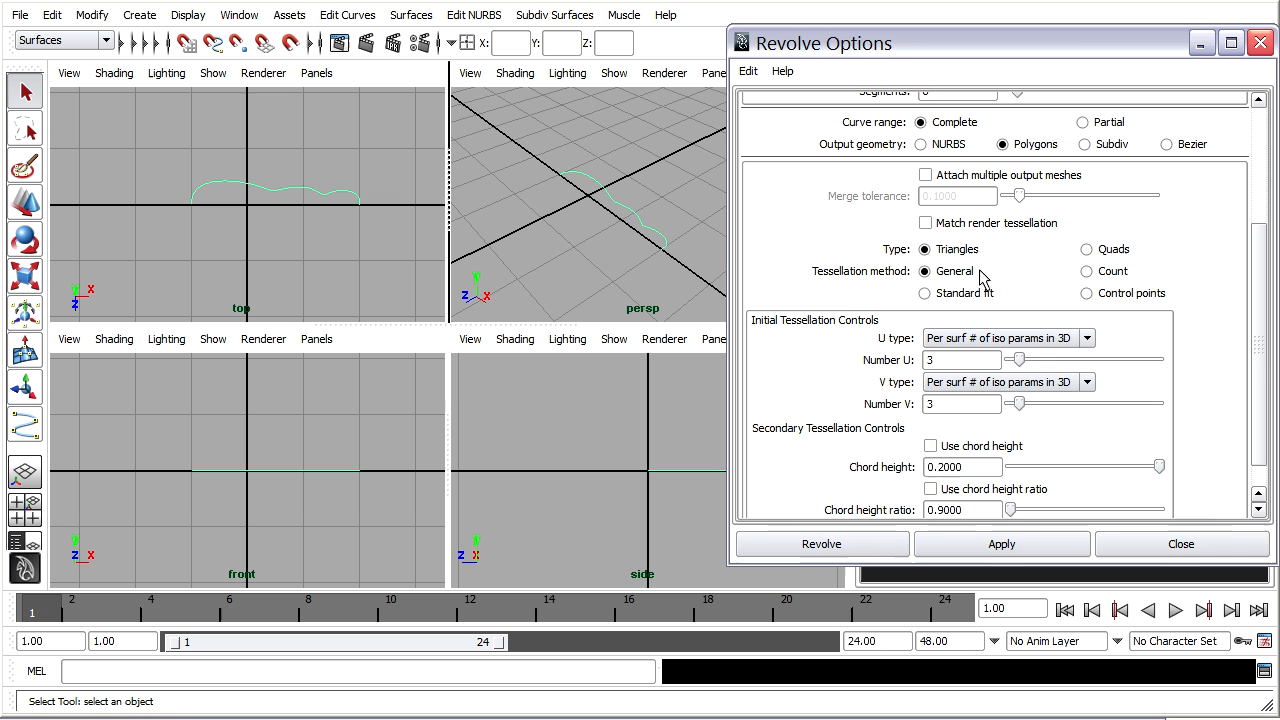 File Edit Modify Create Display Window Assets Edit Curves Surfaces Edit NURBS Subdiv Surfaces Muscle Help
Surfaces X: Y: Z:
Revolve Options
Edit Help
View Shading Lighting Show Renderer Panels
View Shading Lighting Show Renderer Pane
Segments:
Curve range: Complete Partial
Output geometry: NURBS Polygons Subdiv Bezier
Attach multiple output meshes
Merge tolerance: 0.1000
Match render tessellation
Type: Triangles Quads
Tessellation method: General Count
Standard fit Control points
Initial Tessellation Controls
U type: Per surf # of iso params in 3D
Number U: 3
V type: Per surf # of iso params in 3D
Number V: 3
Secondary Tessellation Controls
Use chord height
Chord height: 0.2000
Use chord height ratio
Chord height ratio: 0.9000
Revolve Apply Close
y x
z
top
y
z x
persp
View Shading Lighting Show Renderer Panels
View Shading Lighting Show Renderer Pane
y
z x
front
y
z x
side
1 2 4 6 8 10 12 14 16 18 20 22 24 1.00
1.00 1.00 1 24 24.00 48.00 No Anim Layer No Character Set
MEL
Select Tool: select an object